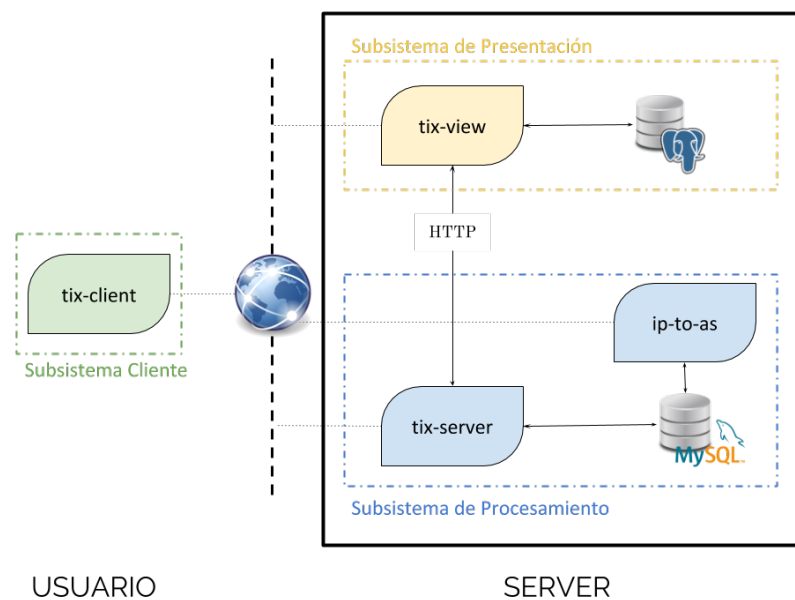 Subsistema de Presentación
tix-view
HTTP
tix-client
ip-to-as
Subsistema Cliente
tix-server
MySQL
Subsistema de Procesamiento
USUARIO
SERVER